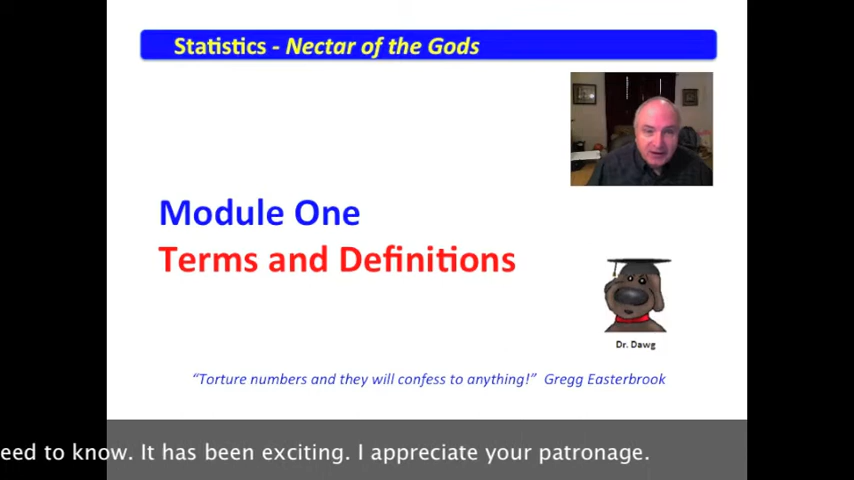 Statistics - Nectar of the Gods
Module One
Terms and Definitions
Dr. Dawg
“Torture numbers and they will confess to anything!” Gregg Easterbrook
eed to know. It has been exciting. I appreciate your patronage.